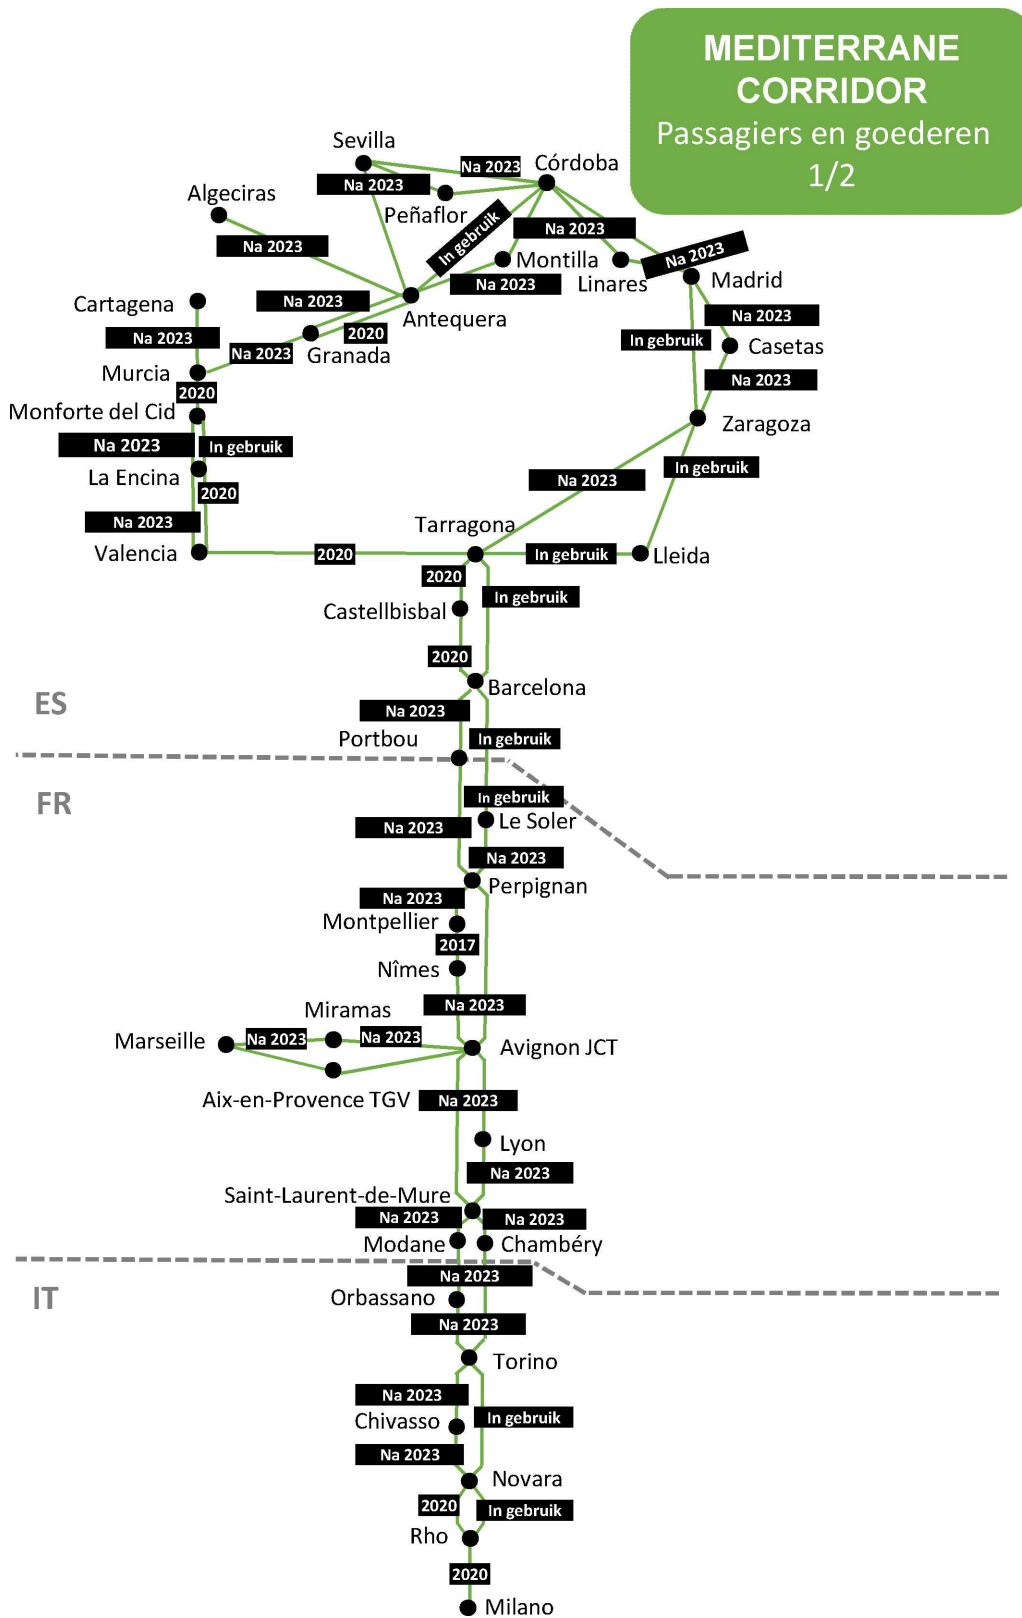 MEDITERRANE
CORRIDOR
Passagiers en goederen
1/2
Sevilla
Na 2023
Córdoba
Na 2023
Algeciras
Peñaflor
In gebruik
Na 2023
Na 2023
Montilla
Na 2023
Linares
Madrid
Na 2023
Cartagena
Na 2023
Antequera
Na 2023
2020
Granada
Na 2023
Na 2023
In gebruik
Casetas
Murcia
2020
Na 2023
Monforte del Cid
Zaragoza
Na 2023
In gebruik
La Encina
In gebruik
Na 2023
2020
Na 2023
Tarragona
Valencia
2020
In gebruik
Lleida
2020
In gebruik
Castellbisbal
2020
Barcelona
ES
Na 2023
Portbou
In gebruik
FR
In gebruik
Le Soler
Na 2023
Na 2023
Perpignan
Na 2023
Montpellier
2017
Nîmes
Na 2023
Miramas
Marseille
Na 2023
Na 2023
Avignon JCT
Aix-en-Provence TGV
Na 2023
Lyon
Na 2023
Saint-Laurent-de-Mure
Na 2023
Na 2023
Modane
Chambéry
Na 2023
IT
Orbassano
Na 2023
Torino
Na 2023
Chivasso
In gebruik
Na 2023
Novara
2020
In gebruik
Rho
2020
Milano